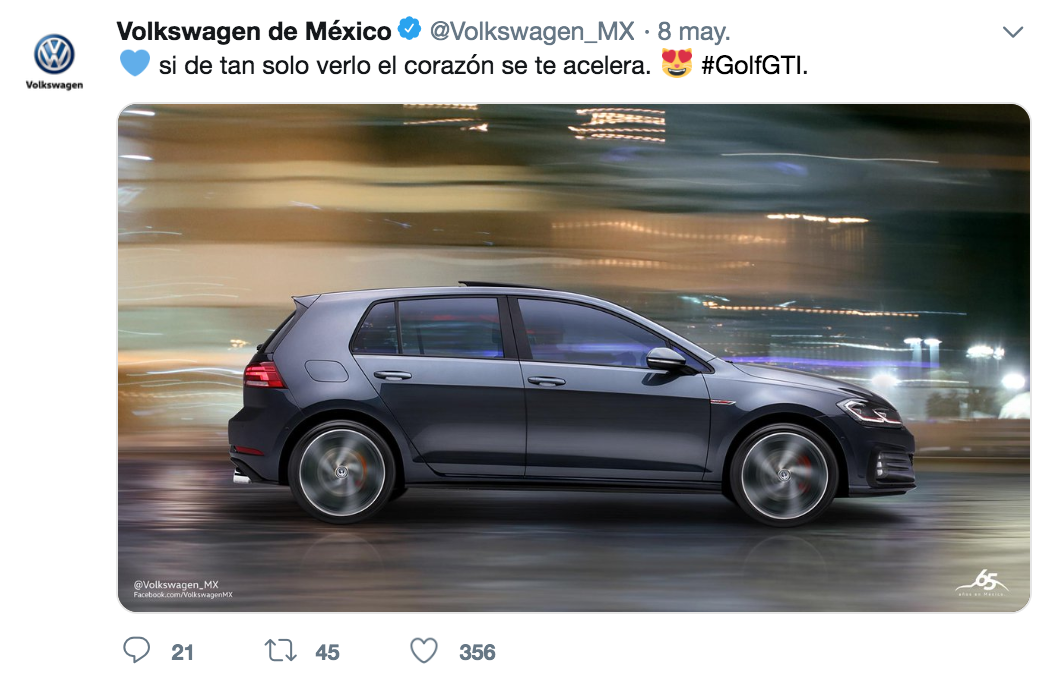 Volkswagen de México @Volkswagen_MX · 8 may.
Volkswagen
💙 si de tan solo verlo el corazón se te acelera. 😻 #GolfGTI.
@Volkswagen_MX
Facebook.com/VolkswagenMX
65
AÑOS EN MÉXICO
21 45 356